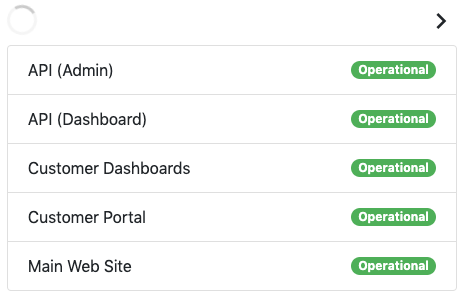 API (Admin) Operational
API (Dashboard) Operational
Customer Dashboards Operational
Customer Portal Operational
Main Web Site Operational